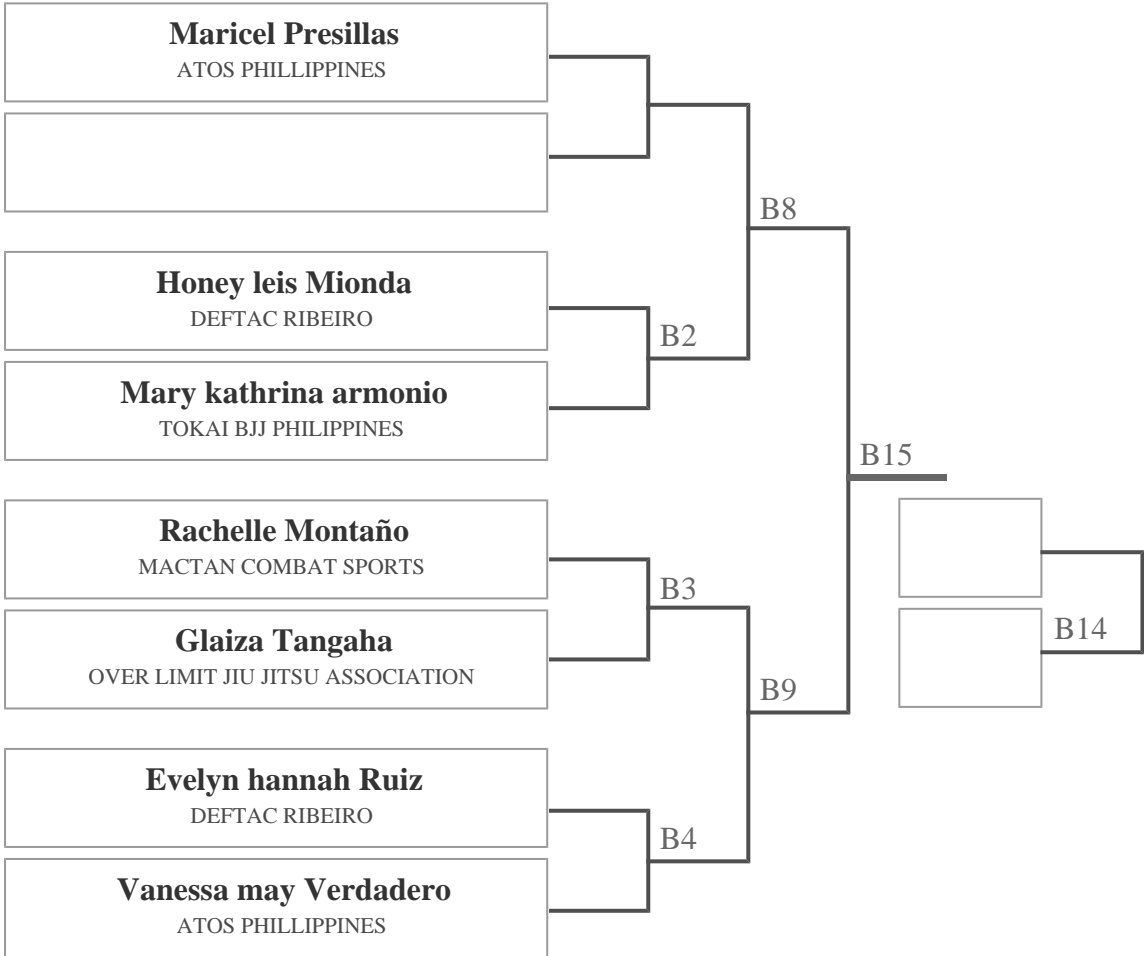 Maricel Presillas
ATOS PHILLIPPINES
B8
Honey leis Mionda
DEFTAC RIBEIRO
B2
Mary kathrina armonio
TOKAI BJJ PHILIPPINES
B15
Rachelle Montaño
MACTAN COMBAT SPORTS
B3
Glaiza Tangaha
OVER LIMIT JIU JITSU ASSOCIATION
B14
B9
Evelyn hannah Ruiz
DEFTAC RIBEIRO
B4
Vanessa may Verdadero
ATOS PHILLIPPINES